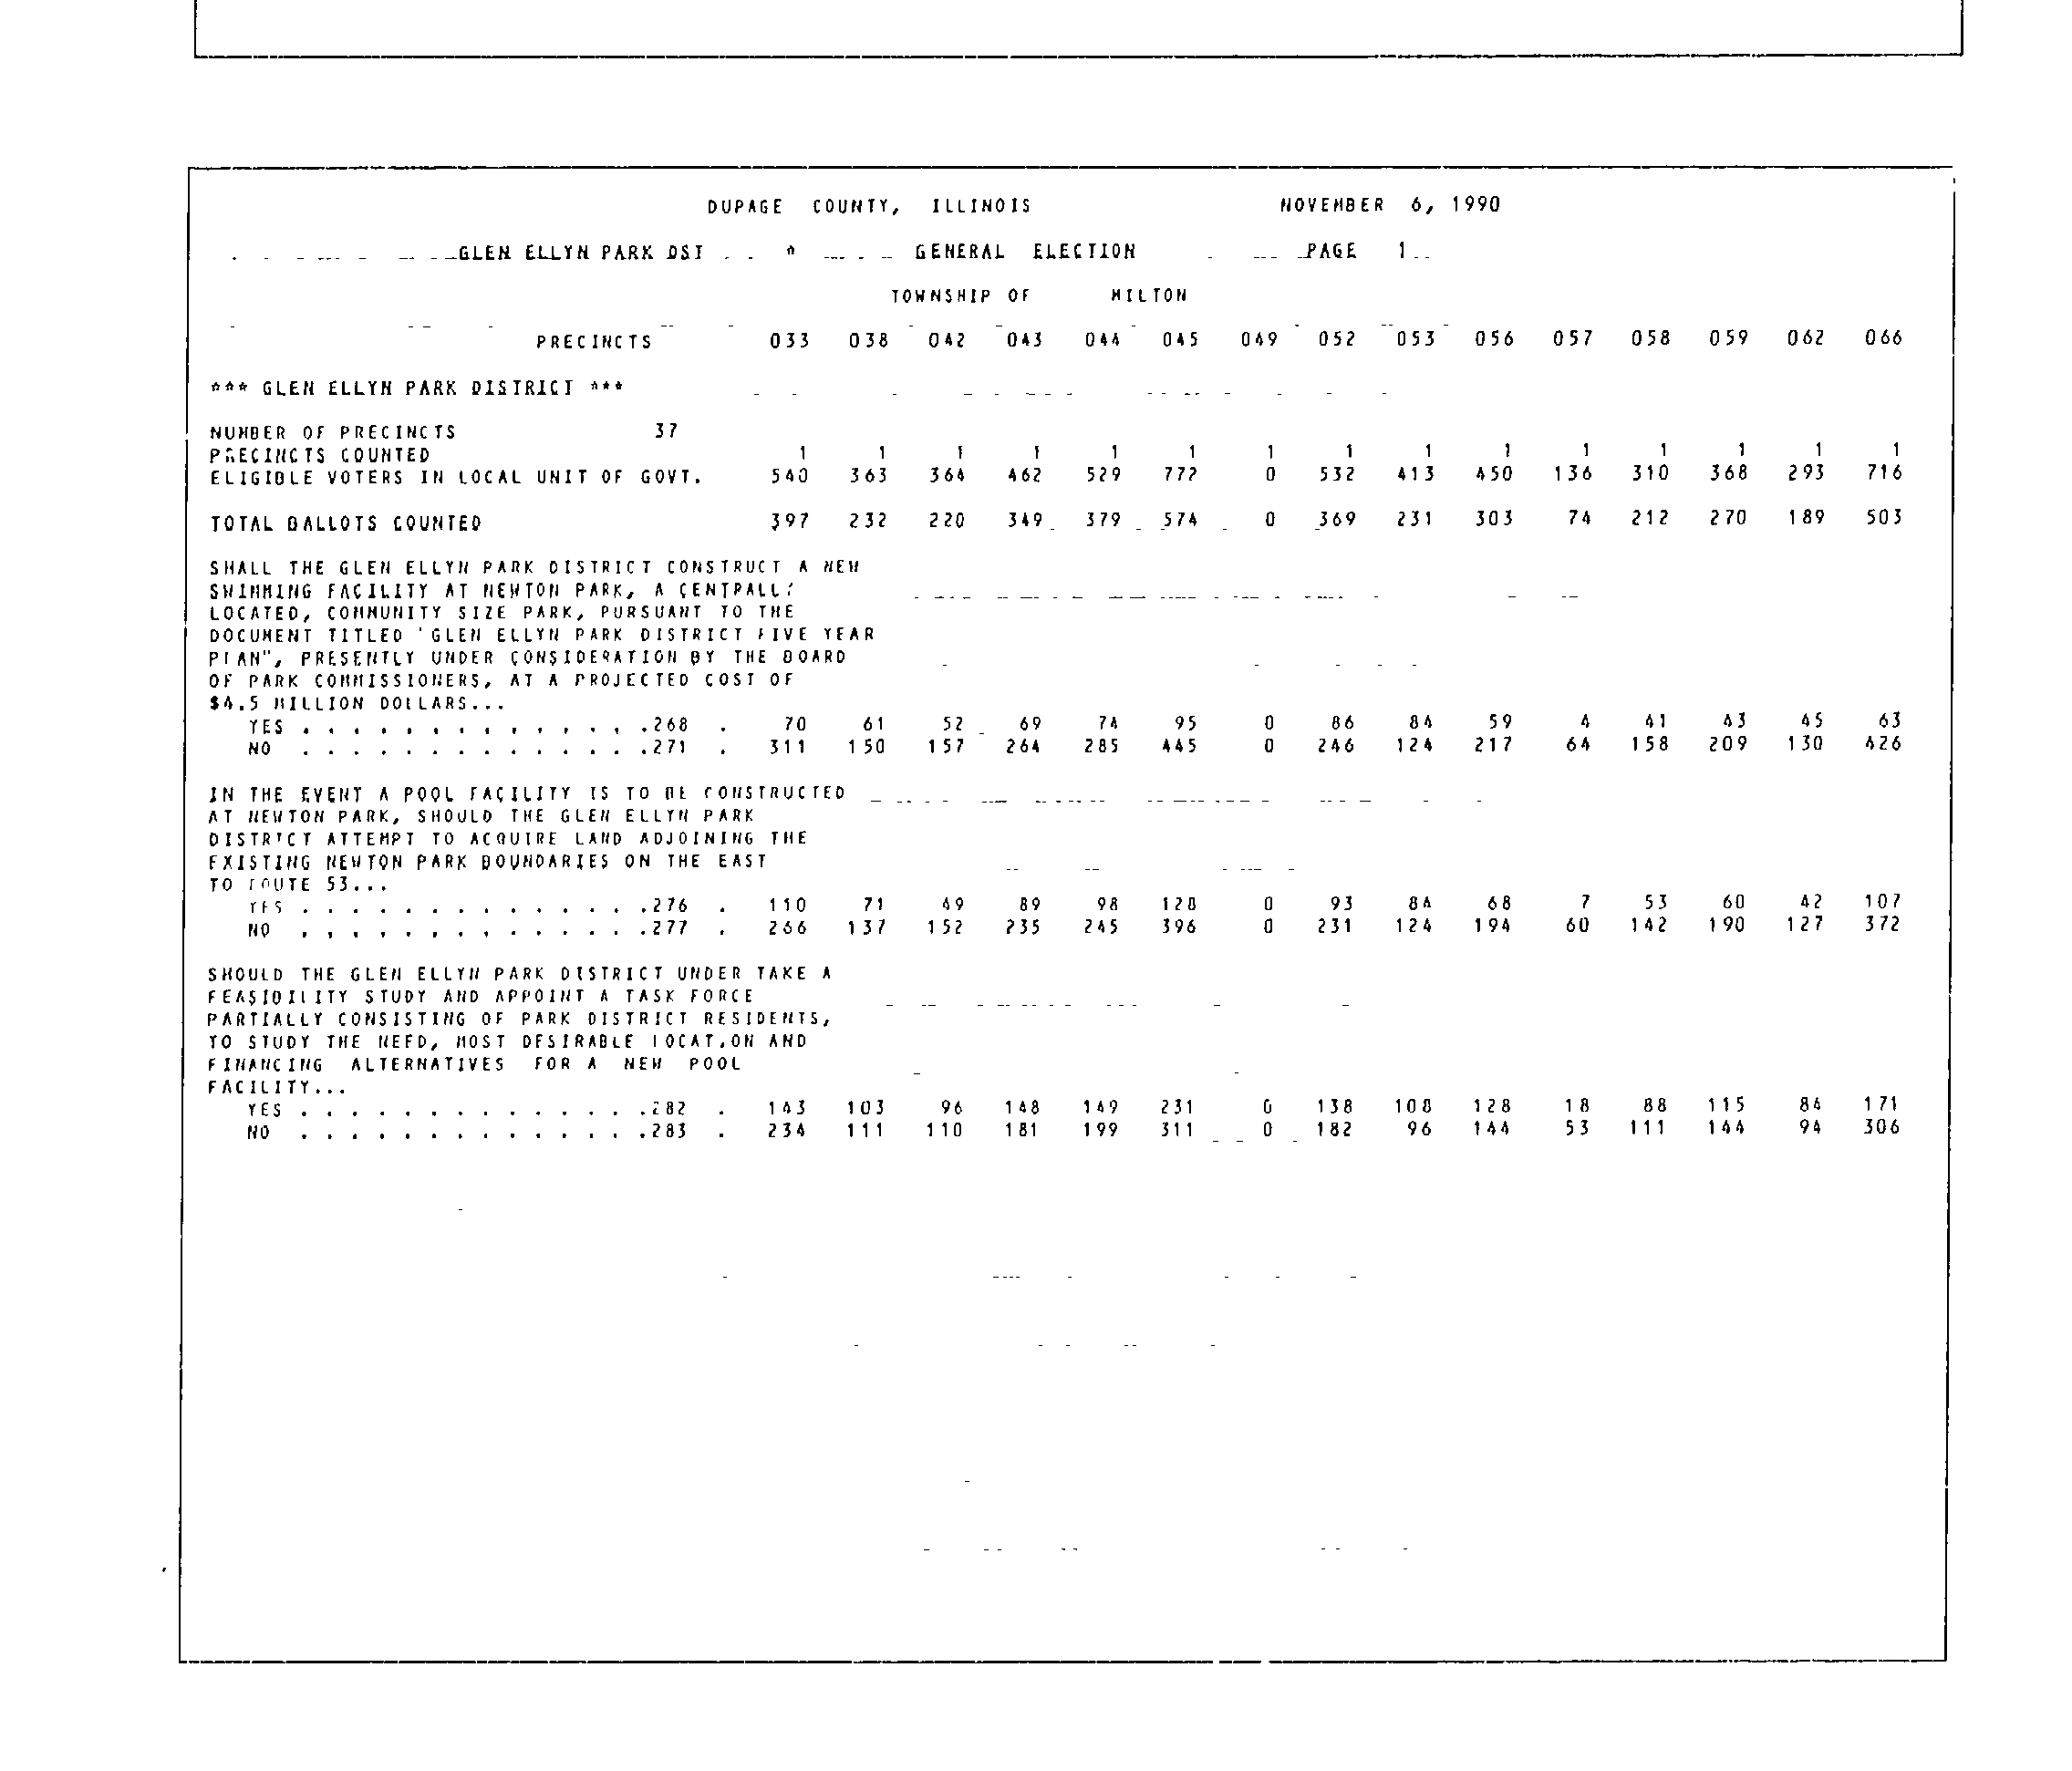 DUPAGE COUNTY, ILLINOIS NOVEMBER 6, 1990
GLEN ELLYN PARK DST * GENERAL ELECTION PAGE 1
TOWNSHIP OF MILTON
PRECINCTS 033 038 042 043 044 045 049 052 053 056 057 058 059 062 066
*** GLEN ELLYN PARK DISTRICT ***
NUMBER OF PRECINCTS 37
PRECINCTS COUNTED 1 1 1 1 1 1 1 1 1 1 1 1 1 1 1
ELIGIBLE VOTERS IN LOCAL UNIT OF GOVT. 540 363 364 462 529 772 0 532 413 450 136 310 368 293 716
TOTAL BALLOTS COUNTED 397 232 220 349 379 574 0 369 231 303 74 212 270 189 503
SHALL THE GLEN ELLYN PARK DISTRICT CONSTRUCT A NEW
SWIMMING FACILITY AT NEWTON PARK, A CENTRALLY
LOCATED, COMMUNITY SIZE PARK, PURSUANT TO THE
DOCUMENT TITLED 'GLEN ELLYN PARK DISTRICT FIVE YEAR
PLAN", PRESENTLY UNDER CONSIDERATION BY THE BOARD
OF PARK COMMISSIONERS, AT A PROJECTED COST OF
$4.5 MILLION DOLLARS...
YES . . . . . . . . . . . . . .268 . 70 61 52 69 74 95 0 86 84 59 4 41 43 45 63
NO . . . . . . . . . . . . . .271 . 311 150 157 264 285 445 0 246 124 217 64 158 209 130 426
IN THE EVENT A POOL FACILITY IS TO BE CONSTRUCTED
AT NEWTON PARK, SHOULD THE GLEN ELLYN PARK
DISTRICT ATTEMPT TO ACQUIRE LAND ADJOINING THE
EXISTING NEWTON PARK BOUNDARIES ON THE EAST
TO ROUTE 53...
YES . . . . . . . . . . . . . .276 . 110 71 49 89 98 128 0 93 84 68 7 53 60 42 107
NO . . . . . . . . . . . . . .277 . 266 137 152 235 245 396 0 231 124 194 60 142 190 127 372
SHOULD THE GLEN ELLYN PARK DISTRICT UNDER TAKE A
FEASIBILITY STUDY AND APPOINT A TASK FORCE
PARTIALLY CONSISTING OF PARK DISTRICT RESIDENTS,
TO STUDY THE NEED, MOST DESIRABLE LOCATION AND
FINANCING ALTERNATIVES FOR A NEW POOL
FACILITY...
YES . . . . . . . . . . . . . .282 . 143 103 96 148 149 231 0 138 108 128 18 88 115 84 171
NO . . . . . . . . . . . . . .283 . 234 111 110 181 199 311 0 182 96 144 53 111 144 94 306